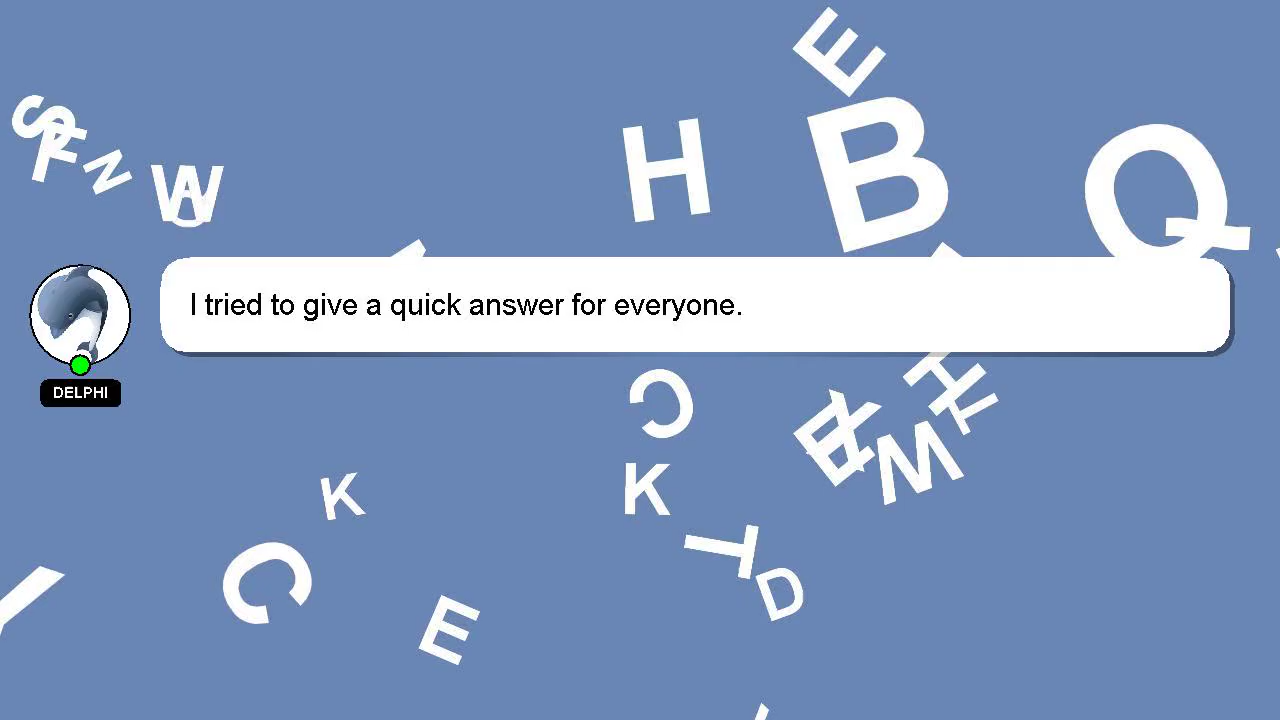 E
S
F
N
W
H
B
Q
I tried to give a quick answer for everyone.
DELPHI
C
H
E
M
K
K
T
D
C
E